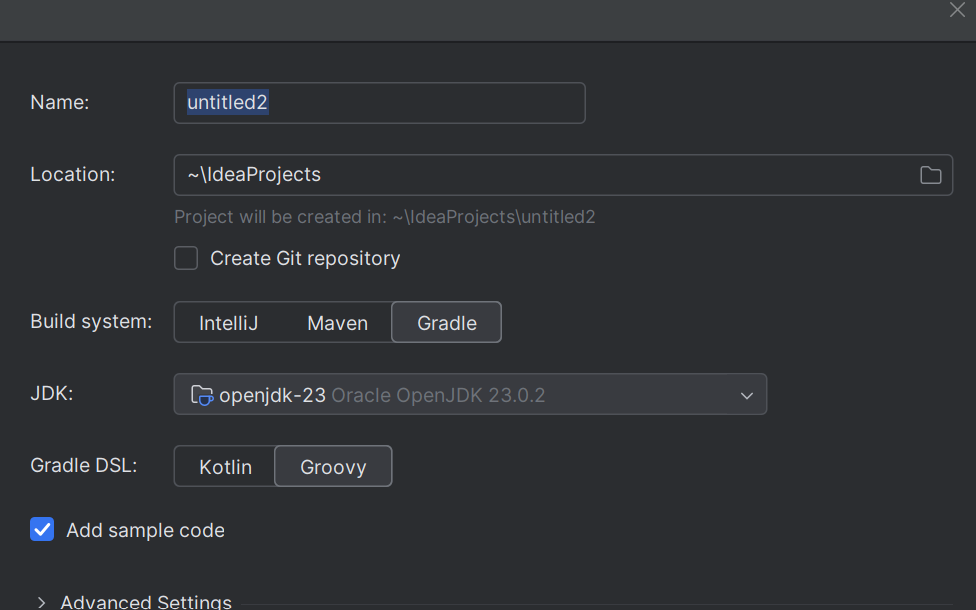 Name: untitled2
Location: ~\IdeaProjects
Project will be created in: ~\IdeaProjects\untitled2
Create Git repository
Build system: IntelliJ Maven Gradle
JDK: openjdk-23 Oracle OpenJDK 23.0.2
Gradle DSL: Kotlin Groovy
Add sample code
Advanced Settings